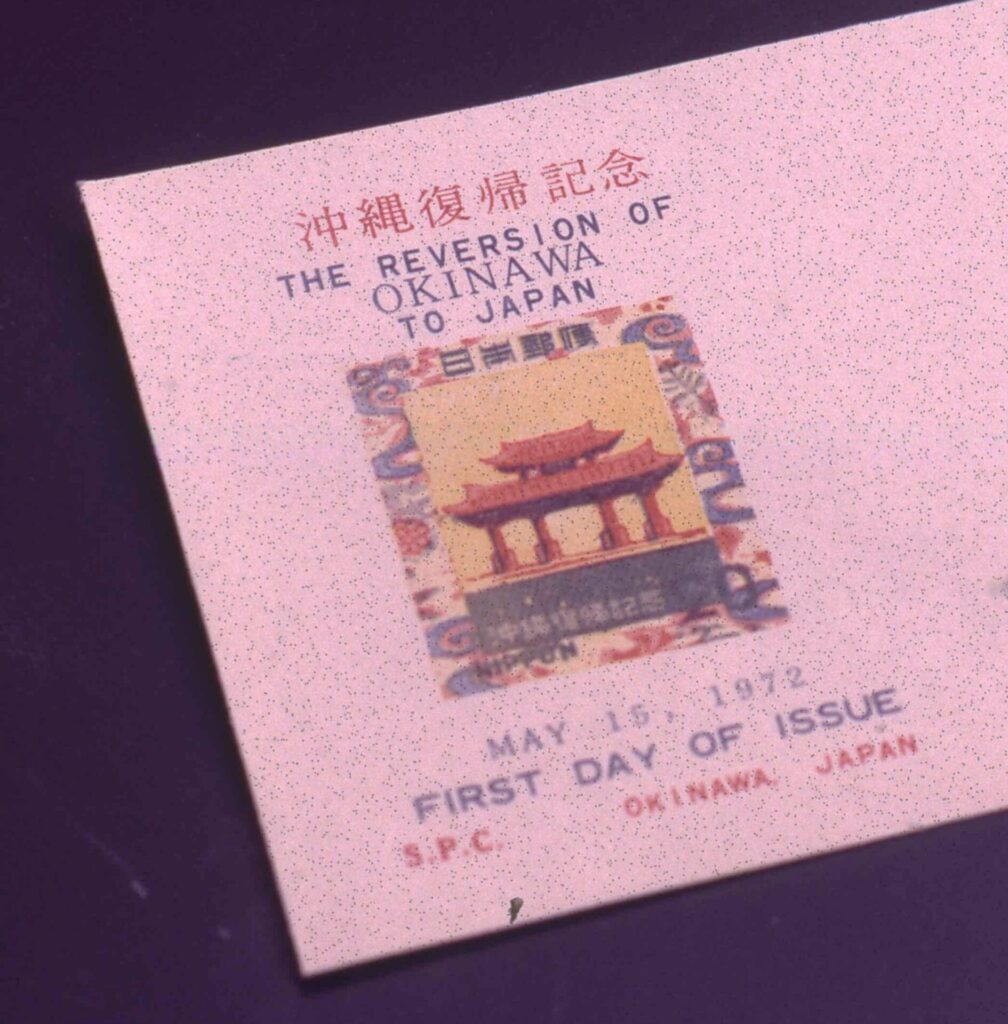 沖縄復帰記念
THE REVERSION OF
OKINAWA
TO JAPAN
日本郵便
沖縄復帰記念
NIPPON
MAY 15, 1972
FIRST DAY OF ISSUE
S.P.C. OKINAWA, JAPAN